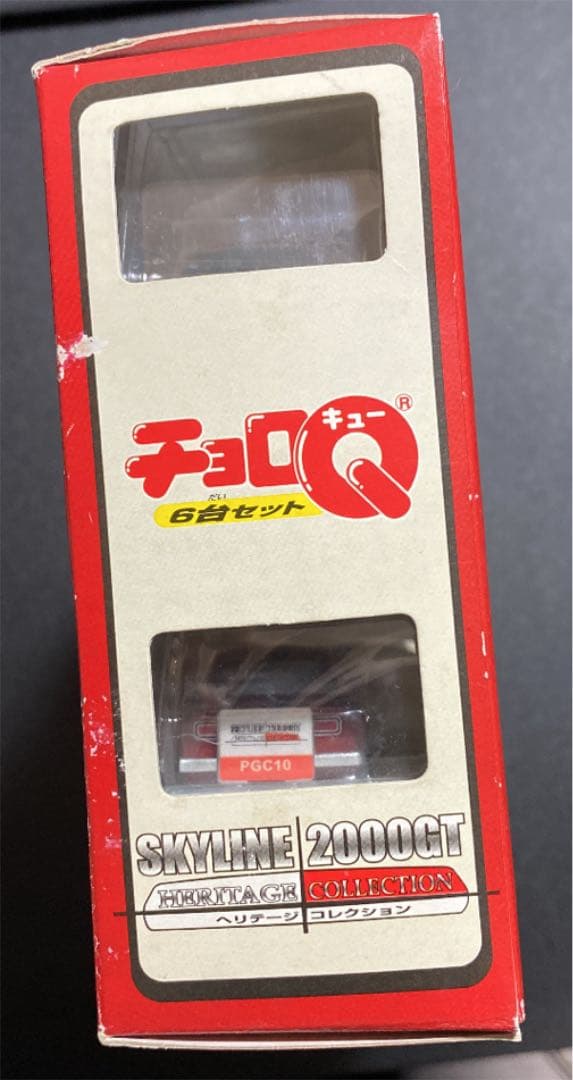 チョロQ®
キュー
だい
6台セット
PGC10
SKYLINE 2000GT
HERITAGE COLLECTION
ヘリテージ コレクション